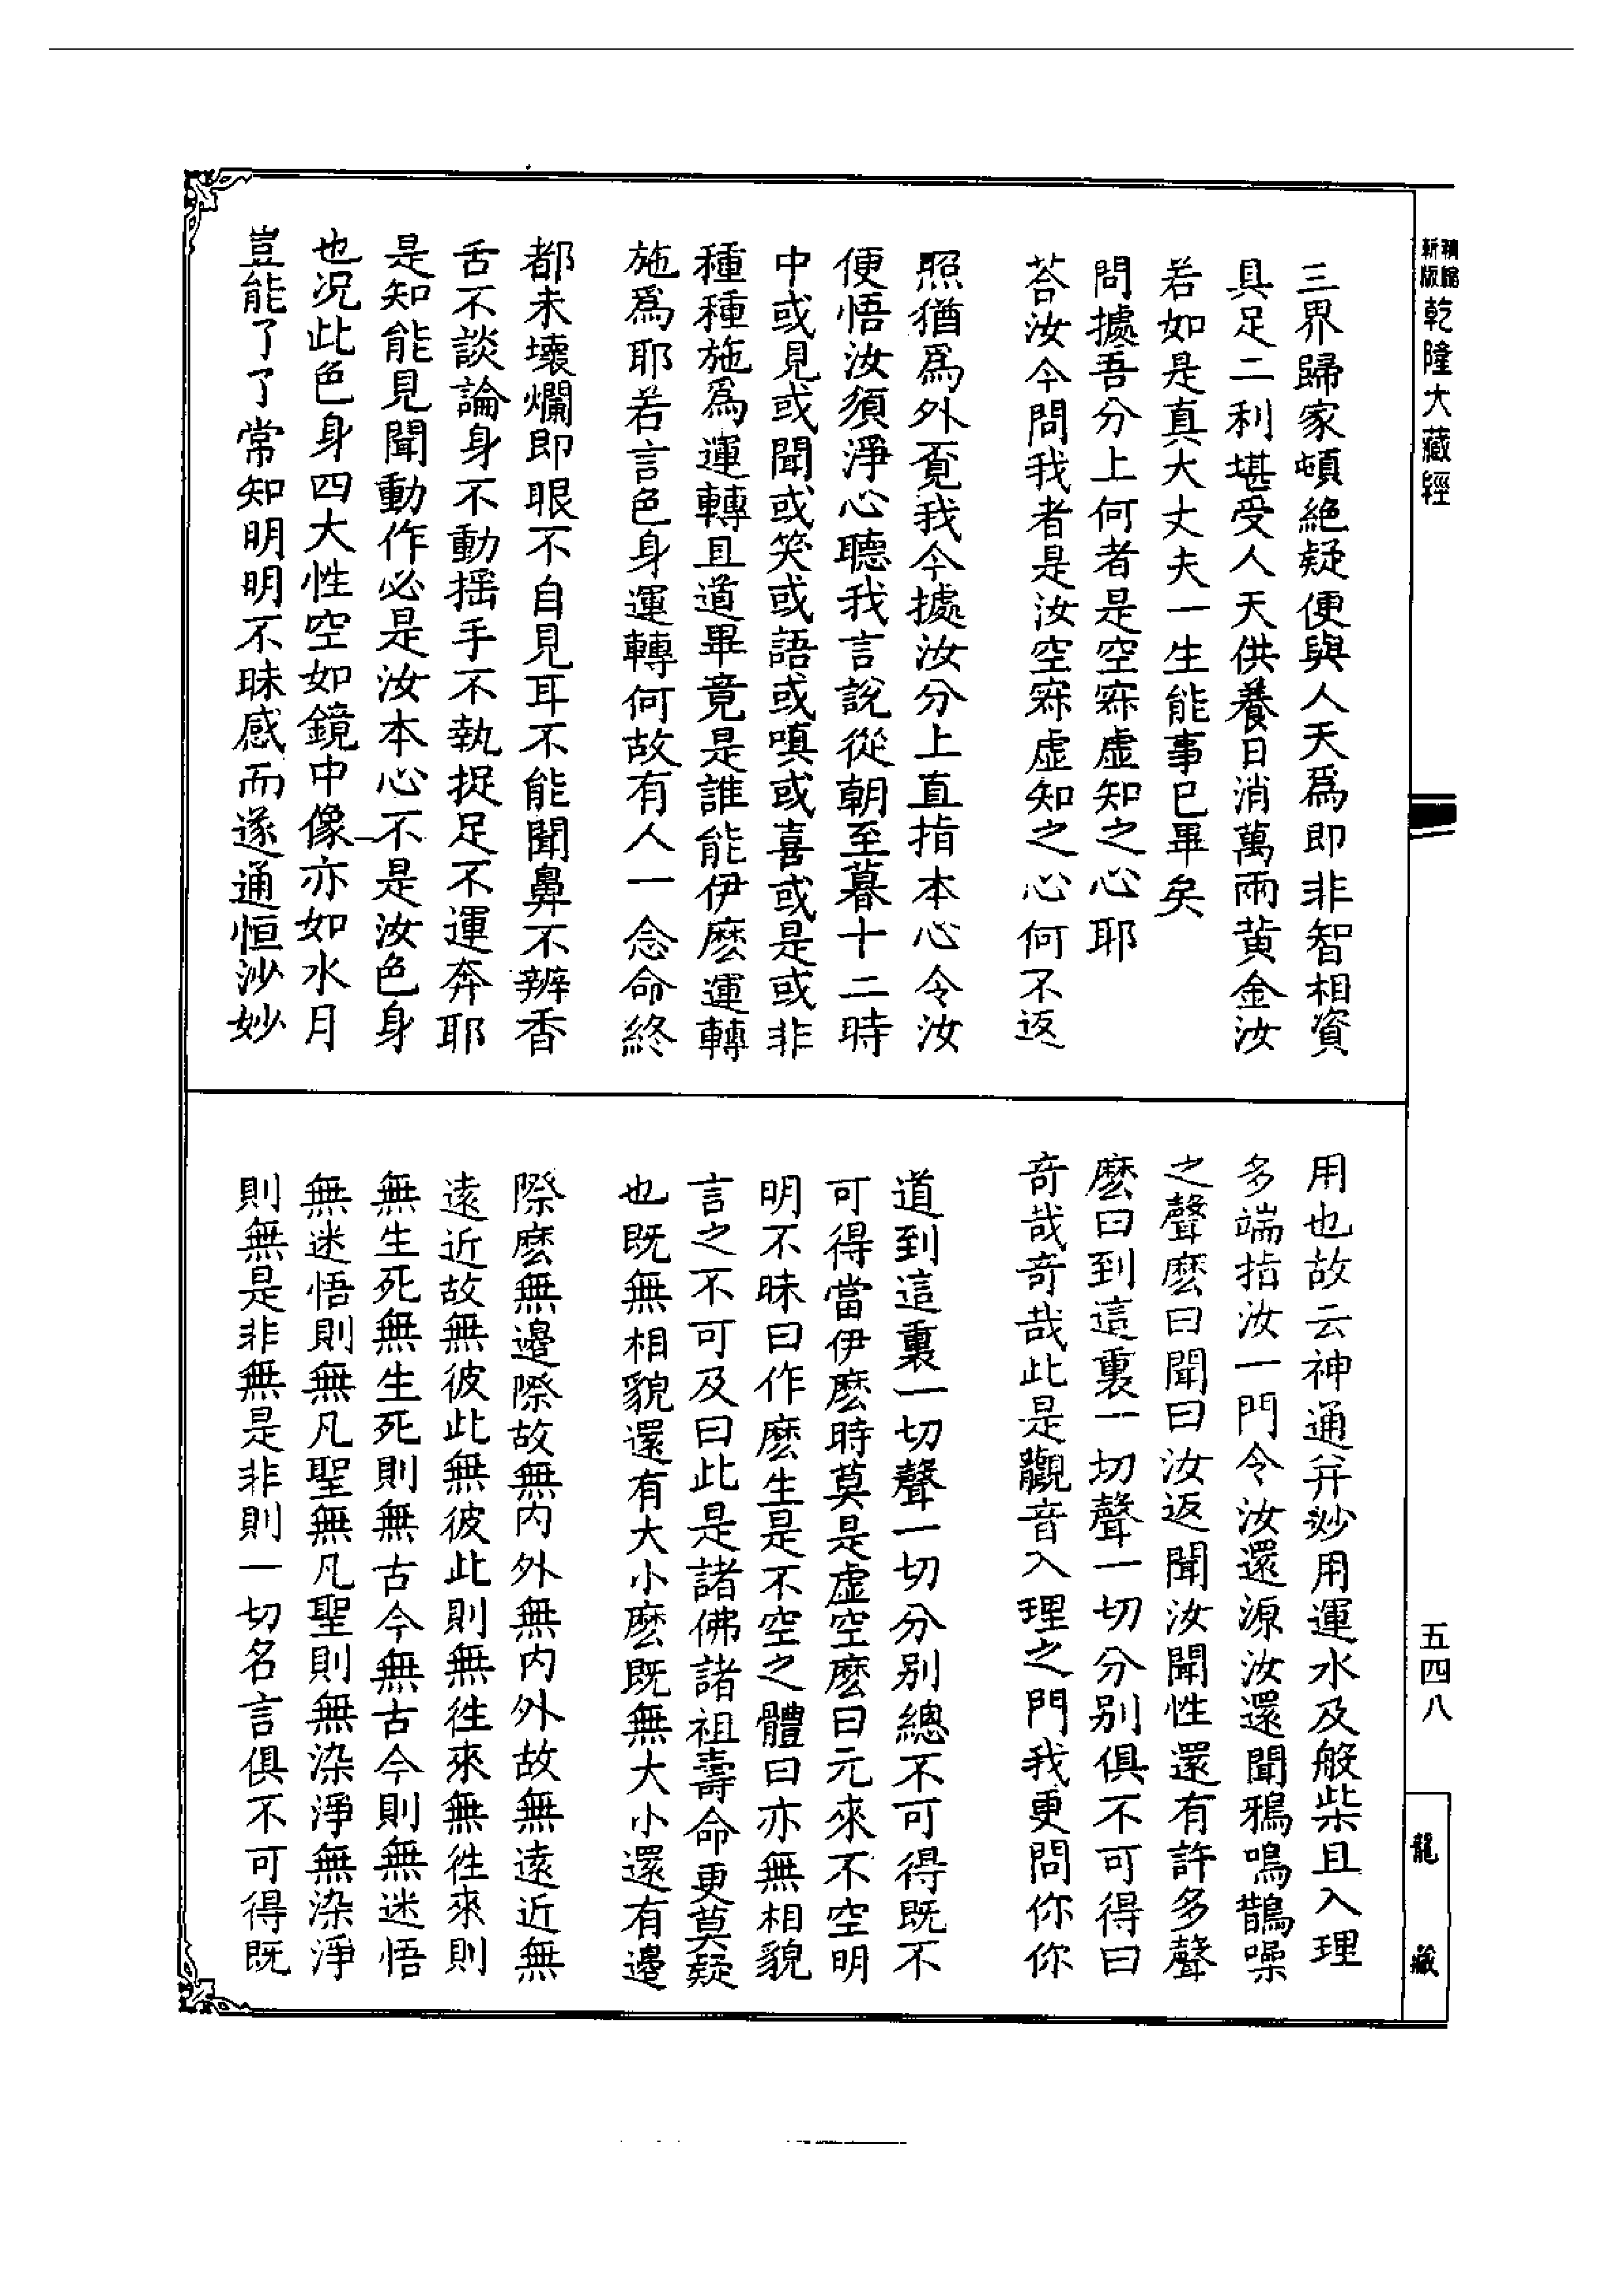 新版
乾隆大藏經
三界歸家頓絕疑便與人天爲即非智相資
具足二利堪受人天供養日消萬兩黃金汝
若如是真大丈夫一生能事已畢矣
問據吾分上何者是空寂虛知之心耶
荅汝今問我者是汝空寂虛知之心何不返
照猶爲外覔我今據汝分上直指本心令汝
便悟汝須淨心聽我言說從朝至暮十二時
中或見或聞或笑或語或嗔或喜或是或非
種種施爲運轉且道畢竟是誰能伊麽運轉
施爲耶若言色身運轉何故有人一念命終
都未壞爛即眼不自見耳不能聞鼻不辨香
舌不談論身不動揺手不執捉足不運奔耶
是知能見聞動作必是汝本心不是汝色身
也况此色身四大性空如鏡中像亦如水月
豈能了了常知明明不昧感而遂通恒沙妙
用也故云神通并妙用運水及般柴且入理
多端指汝一門令汝還源汝還聞鴉鳴鵲噪
之聲麽曰聞曰汝返聞汝聞性還有許多聲
麽曰到這裏一切聲一切分别俱不可得曰
竒哉竒哉此是觀音入理之門我更問你你
道到這裏一切聲一切分别總不可得既不
可得當伊麽時莫是虛空麽曰元來不空明
明不昧曰作麽生是不空之體曰亦無相貌
言之不可及曰此是諸佛諸祖壽命更莫疑
也既無相貌還有大小麽既無大小還有邊
際麽無邊際故無内外無内外故無遠近無
遠近故無彼此無彼此則無徃來無徃來則
無生死無生死則無古今無古今則無迷悟
無迷悟則無凡聖無凡聖則無染淨無染淨
則無是非無是非則一切名言俱不可得既
五四八
龍藏